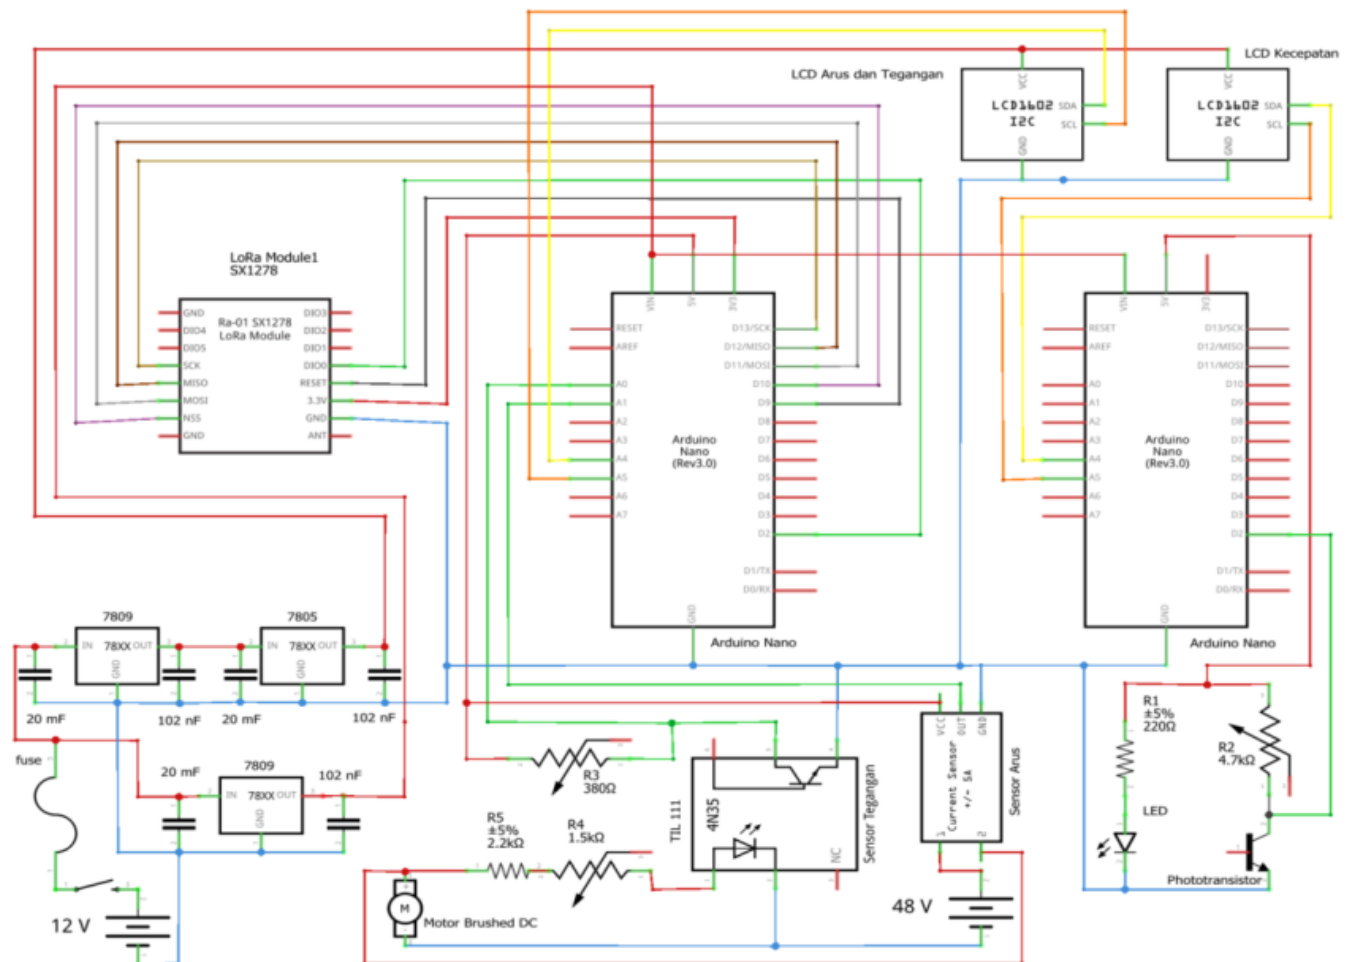 LCD Kecepatan
LCD Arus dan Tegangan
VCC
LCD1602
I2C
SDA
SCL
GND
VCC
LCD1602
I2C
SDA
SCL
GND
LoRa Module1
SX1278
Ra-01 SX1278
LoRa Module
GND
DIO4
DIO5
SCK
MISO
MOSI
NSS
GND
DIO3
DIO2
DIO1
DIO0
RESET
3.3V
GND
ANT
VIN
5V
3V3
RESET
AREF
A0
A1
A2
A3
A4
A5
A6
A7
D13/SCK
D12/MISO
D11/MOSI
D10
D9
D8
D7
D6
D5
D4
D3
D2
D1/TX
D0/RX
GND
Arduino
Nano
(Rev3.0)
Arduino Nano
VIN
5V
3V3
RESET
AREF
A0
A1
A2
A3
A4
A5
A6
A7
D13/SCK
D12/MISO
D11/MOSI
D10
D9
D8
D7
D6
D5
D4
D3
D2
D1/TX
D0/RX
GND
Arduino
Nano
(Rev3.0)
Arduino Nano
7809
IN
78XX
OUT
GND
7805
IN
78XX
OUT
GND
20 mF
102 nF
20 mF
102 nF
fuse
20 mF
7809
102 nF
IN
78XX
OUT
GND
12 V
R3
380Ω
R5
±5%
2.2kΩ
R4
1.5kΩ
M
Motor Brushed DC
TIL 111
4N35
NC
Sensor Tegangan
VCC
OUT
GND
Current Sensor
+/- 5A
1
2
Sensor Arus
48 V
R1
±5%
220Ω
R2
4.7kΩ
LED
Phototransistor